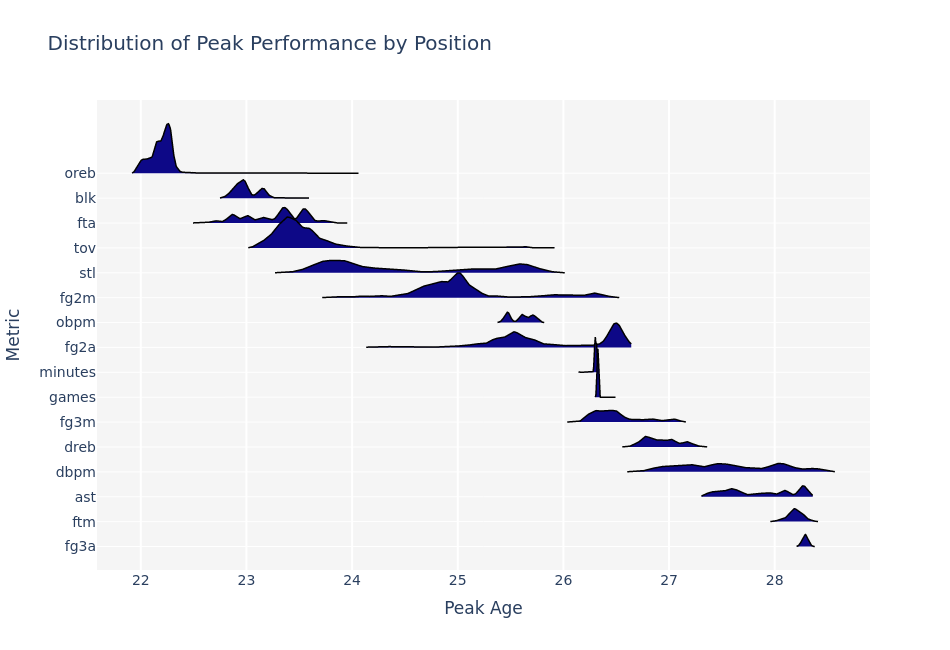 Distribution of Peak Performance by Position
oreb
blk
fta
tov
stl
fg2m
obpm
fg2a
minutes
games
fg3m
dreb
dbpm
ast
ftm
fg3a
Metric
22 23 24 25 26 27 28
Peak Age